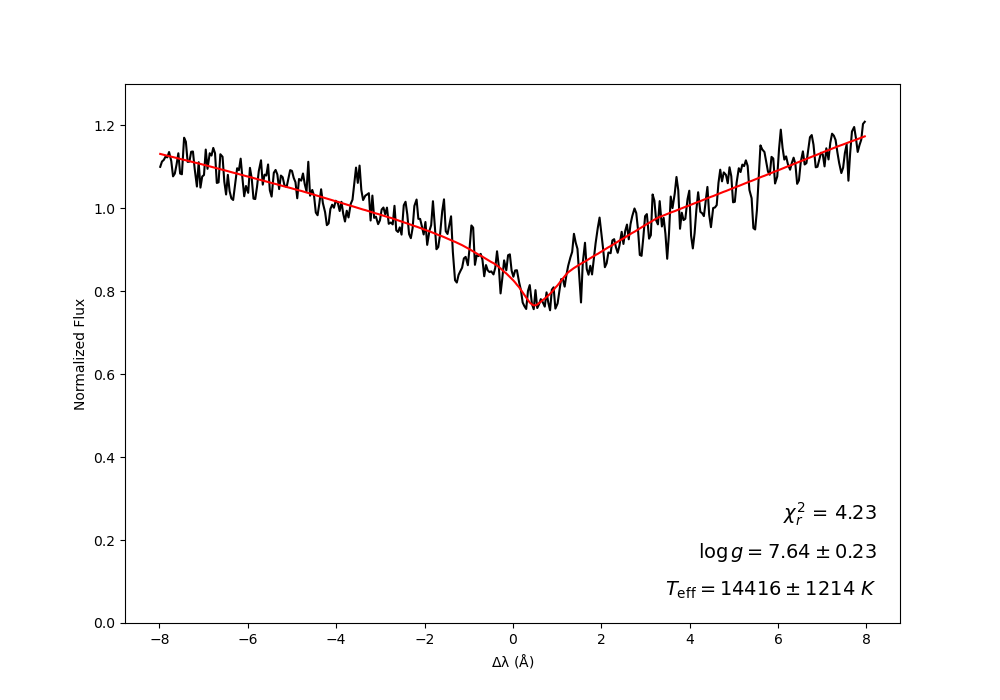 1.2
1.0
0.8
0.6
0.4
0.2
0.0
Normalized Flux
χ²ᵣ = 4.23
log g = 7.64 ± 0.23
T_eff = 14416 ± 1214 K
−8 −6 −4 −2 0 2 4 6 8
Δλ (Å)